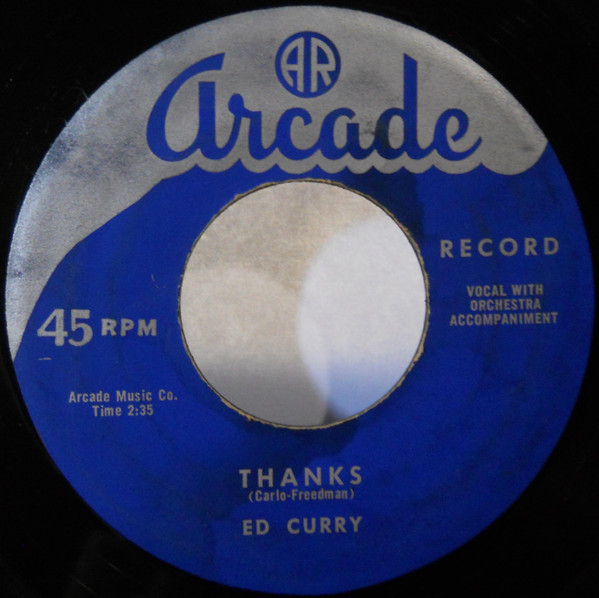 AR
Arcade
RECORD
VOCAL WITH
ORCHESTRA
ACCOMPANIMENT
45 RPM
Arcade Music Co.
Time 2:35
THANKS
(Carlo-Freedman)
ED CURRY